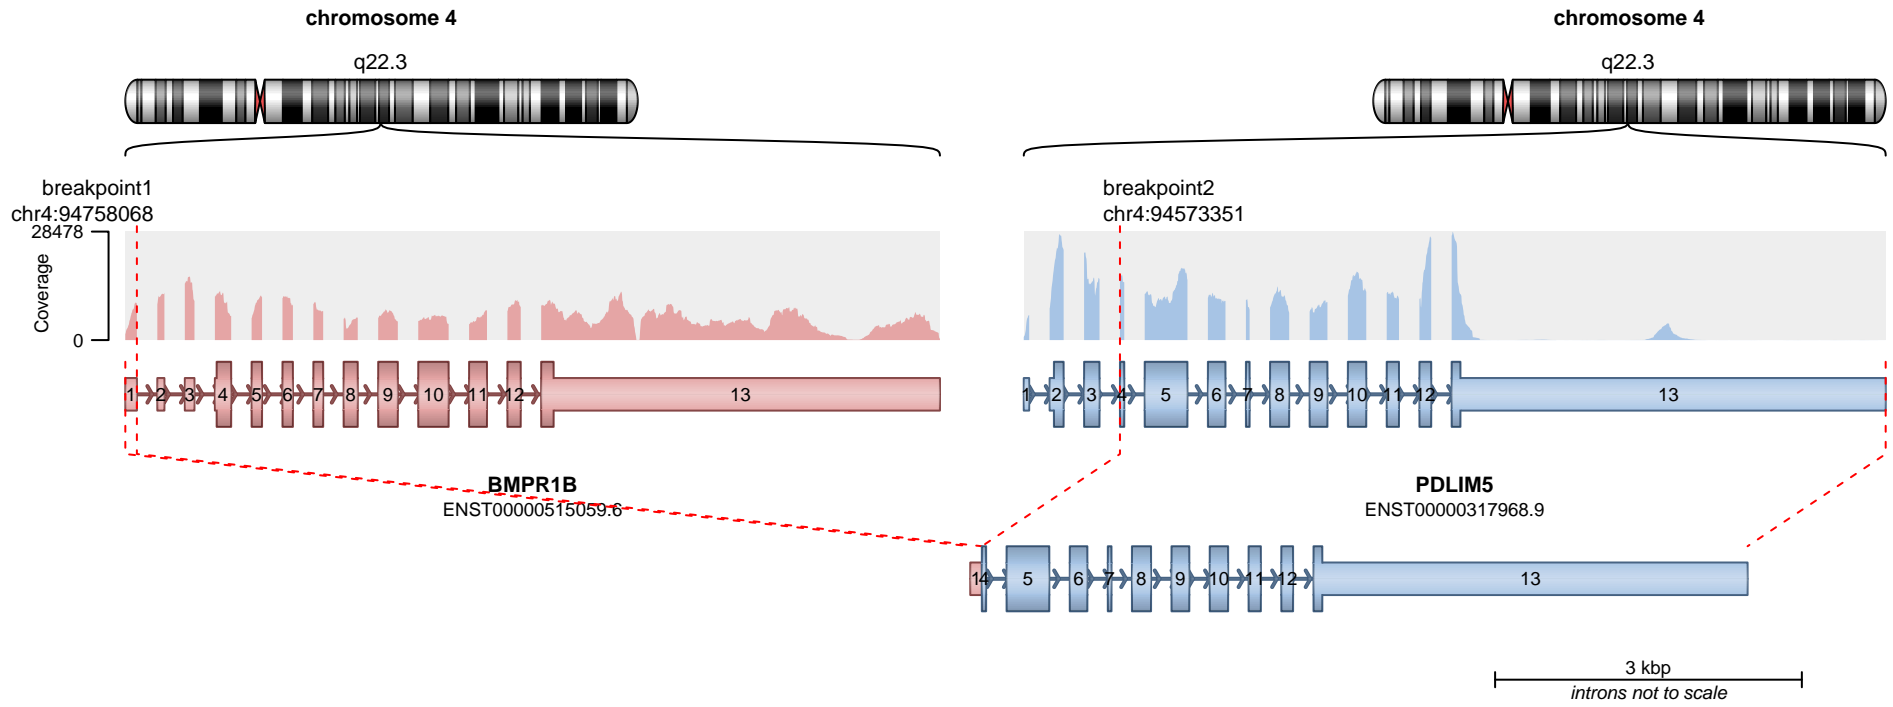 chromosome 4
chromosome 4
q22.3
q22.3
breakpoint1
chr4:94758068
breakpoint2
chr4:94573351
28478
Coverage
0
1 2 3 4 5 6 7 8 9 10 11 12 13
1 2 3 4 5 6 7 8 9 10 11 12 13
BMPR1B
ENST00000515059.6
PDLIM5
ENST00000317968.9
1 4 5 6 7 8 9 10 11 12 13
3 kbp
introns not to scale